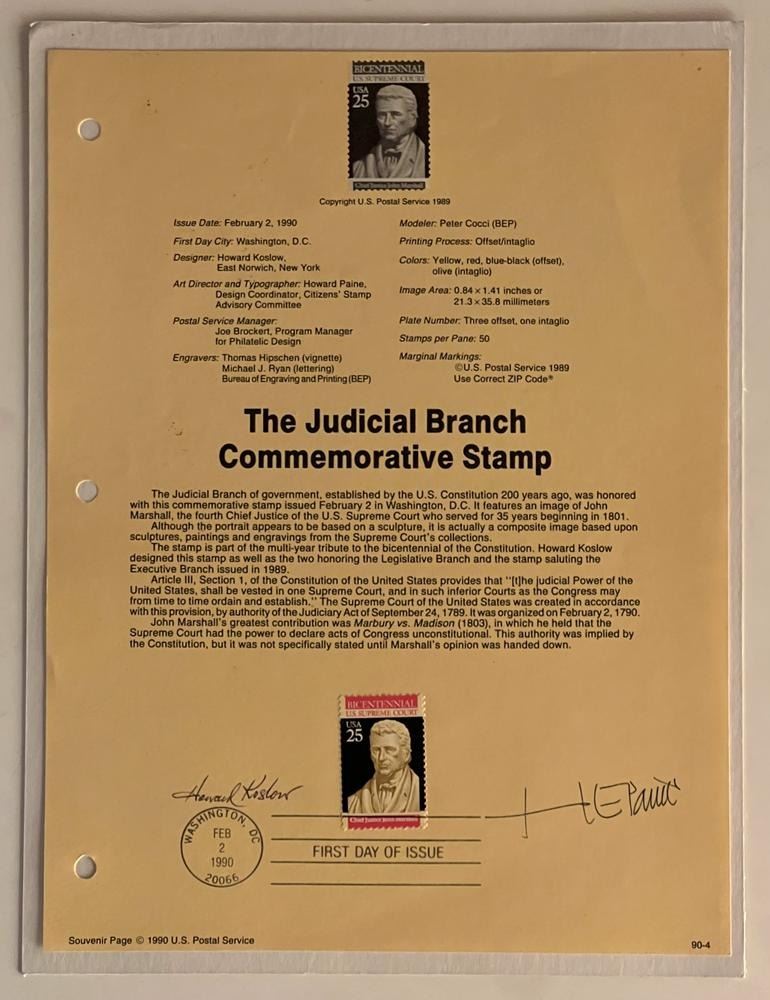 BICENTENNIAL
U.S. SUPREME COURT
USA
25
Chief Justice John Marshall
Copyright U.S. Postal Service 1989
Issue Date: February 2, 1990
First Day City: Washington, D.C.
Designer: Howard Koslow,
East Norwich, New York
Art Director and Typographer: Howard Paine,
Design Coordinator, Citizens' Stamp
Advisory Committee
Postal Service Manager:
Joe Brockert, Program Manager
for Philatelic Design
Engravers: Thomas Hipschen (vignette)
Michael J. Ryan (lettering)
Bureau of Engraving and Printing (BEP)
Modeler: Peter Cocci (BEP)
Printing Process: Offset/intaglio
Colors: Yellow, red, blue-black (offset),
olive (intaglio)
Image Area: 0.84 × 1.41 inches or
21.3 × 35.8 millimeters
Plate Number: Three offset, one intaglio
Stamps per Pane: 50
Marginal Markings:
©U.S. Postal Service 1989
Use Correct ZIP Code®
The Judicial Branch
Commemorative Stamp
The Judicial Branch of government, established by the U.S. Constitution 200 years ago, was honored
with this commemorative stamp issued February 2 in Washington, D.C. It features an image of John
Marshall, the fourth Chief Justice of the U.S. Supreme Court who served for 35 years beginning in 1801.
Although the portrait appears to be based on a sculpture, it is actually a composite image based upon
sculptures, paintings and engravings from the Supreme Court's collections.
The stamp is part of the multi-year tribute to the bicentennial of the Constitution. Howard Koslow
designed this stamp as well as the two honoring the Legislative Branch and the stamp saluting the
Executive Branch issued in 1989.
Article III, Section 1, of the Constitution of the United States provides that "[t]he judicial Power of the
United States, shall be vested in one Supreme Court, and in such inferior Courts as the Congress may
from time to time ordain and establish." The Supreme Court of the United States was created in accordance
with this provision, by authority of the Judiciary Act of September 24, 1789. It was organized on February 2, 1790.
John Marshall's greatest contribution was Marbury vs. Madison (1803), in which he held that the
Supreme Court had the power to declare acts of Congress unconstitutional. This authority was implied by
the Constitution, but it was not specifically stated until Marshall's opinion was handed down.
BICENTENNIAL
U.S. SUPREME COURT
USA
25
Chief Justice John Marshall
Howard Koslow
H E Paine
WASHINGTON, DC
FEB
2
1990
20066
FIRST DAY OF ISSUE
Souvenir Page © 1990 U.S. Postal Service
90-4